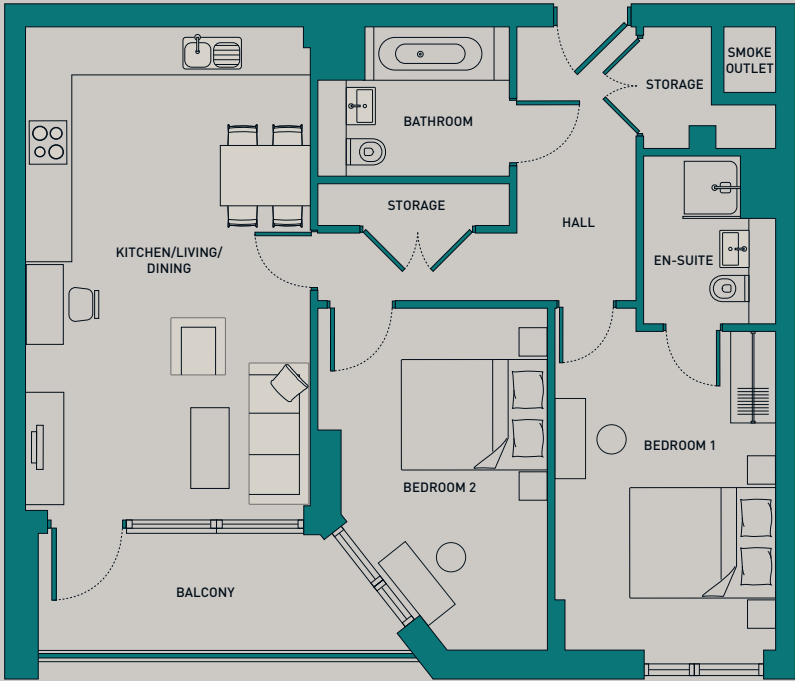 SMOKE
OUTLET
STORAGE
BATHROOM
STORAGE
HALL
KITCHEN/LIVING/
DINING
EN-SUITE
BEDROOM 1
BEDROOM 2
BALCONY